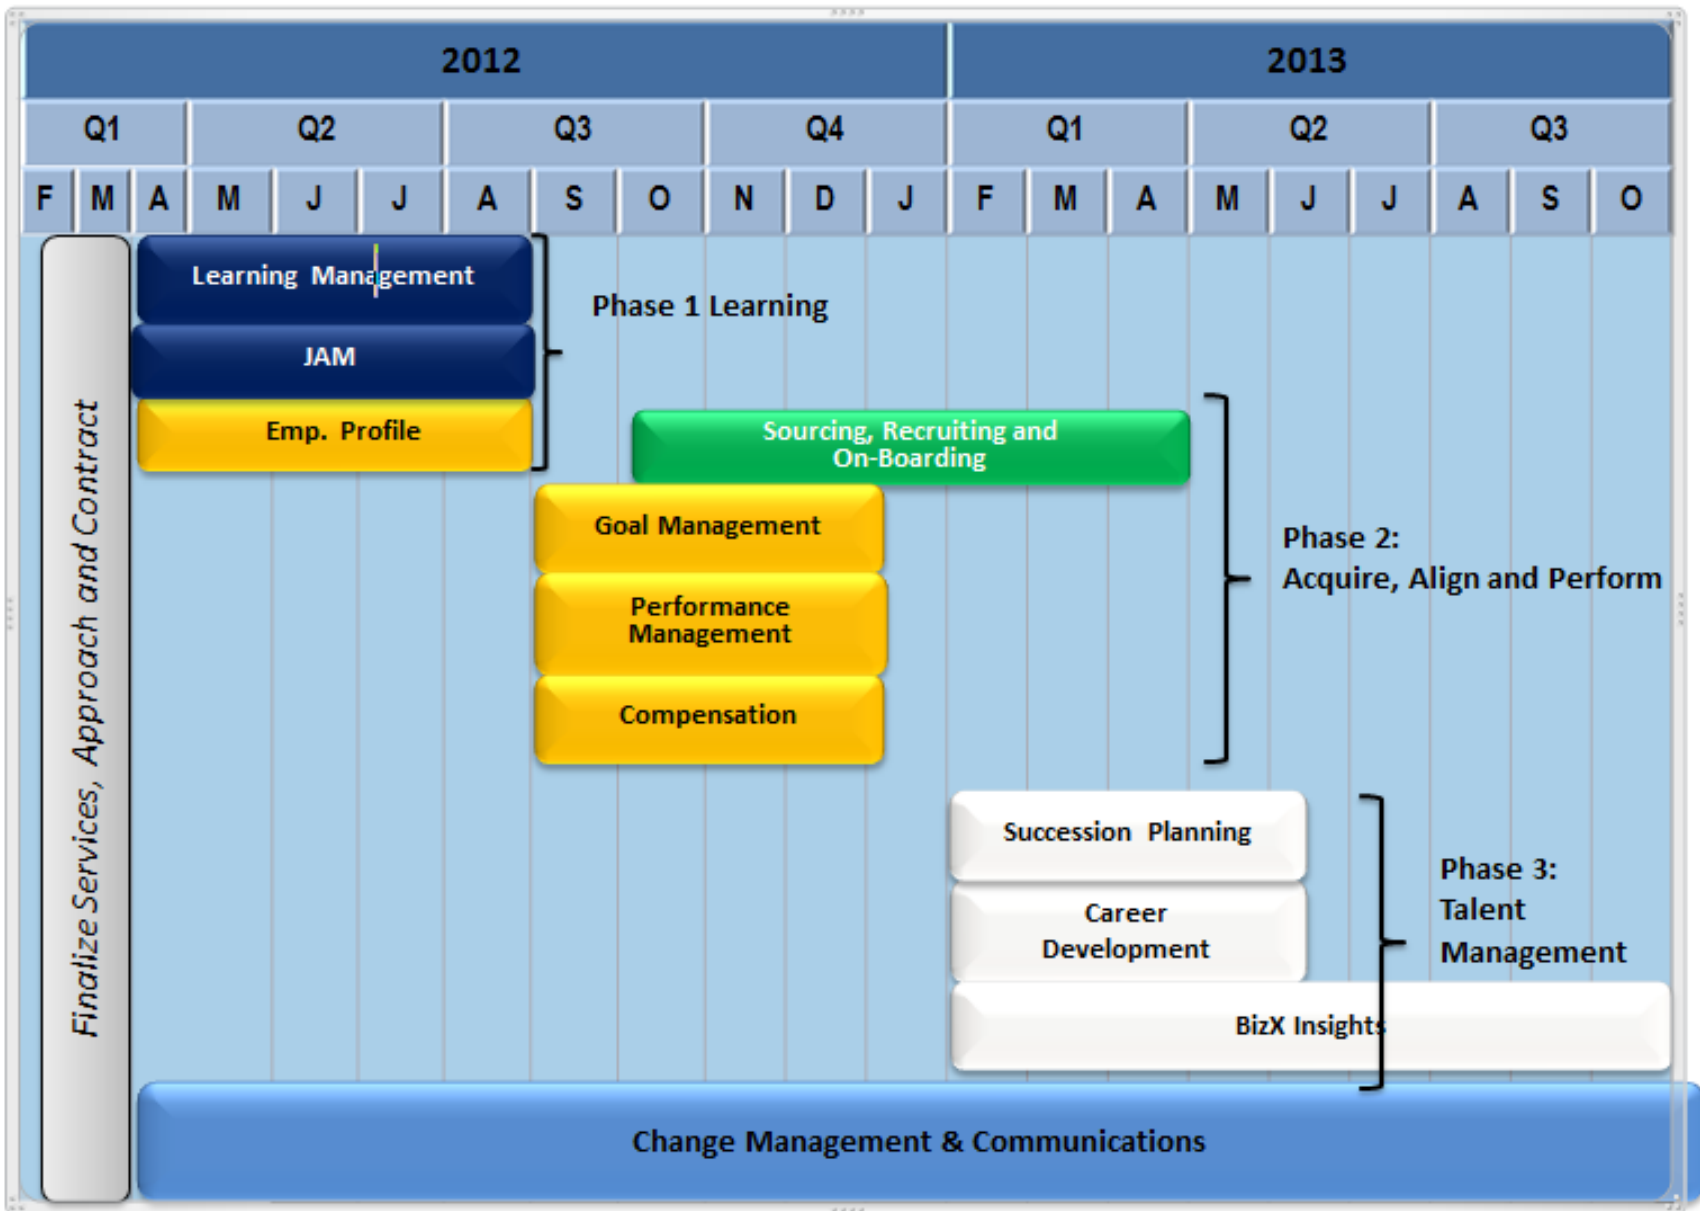 2012 2013
Q1 Q2 Q3 Q4 Q1 Q2 Q3
F M A M J J A S O N D J F M A M J J A S O
Learning Management
Phase 1 Learning
JAM
Emp. Profile
Sourcing, Recruiting and
On-Boarding
Finalize Services, Approach and Contract
Goal Management
Performance
Management
Compensation
Phase 2:
Acquire, Align and Perform
Succession Planning
Career
Development
BizX Insights
Phase 3:
Talent
Management
Change Management & Communications